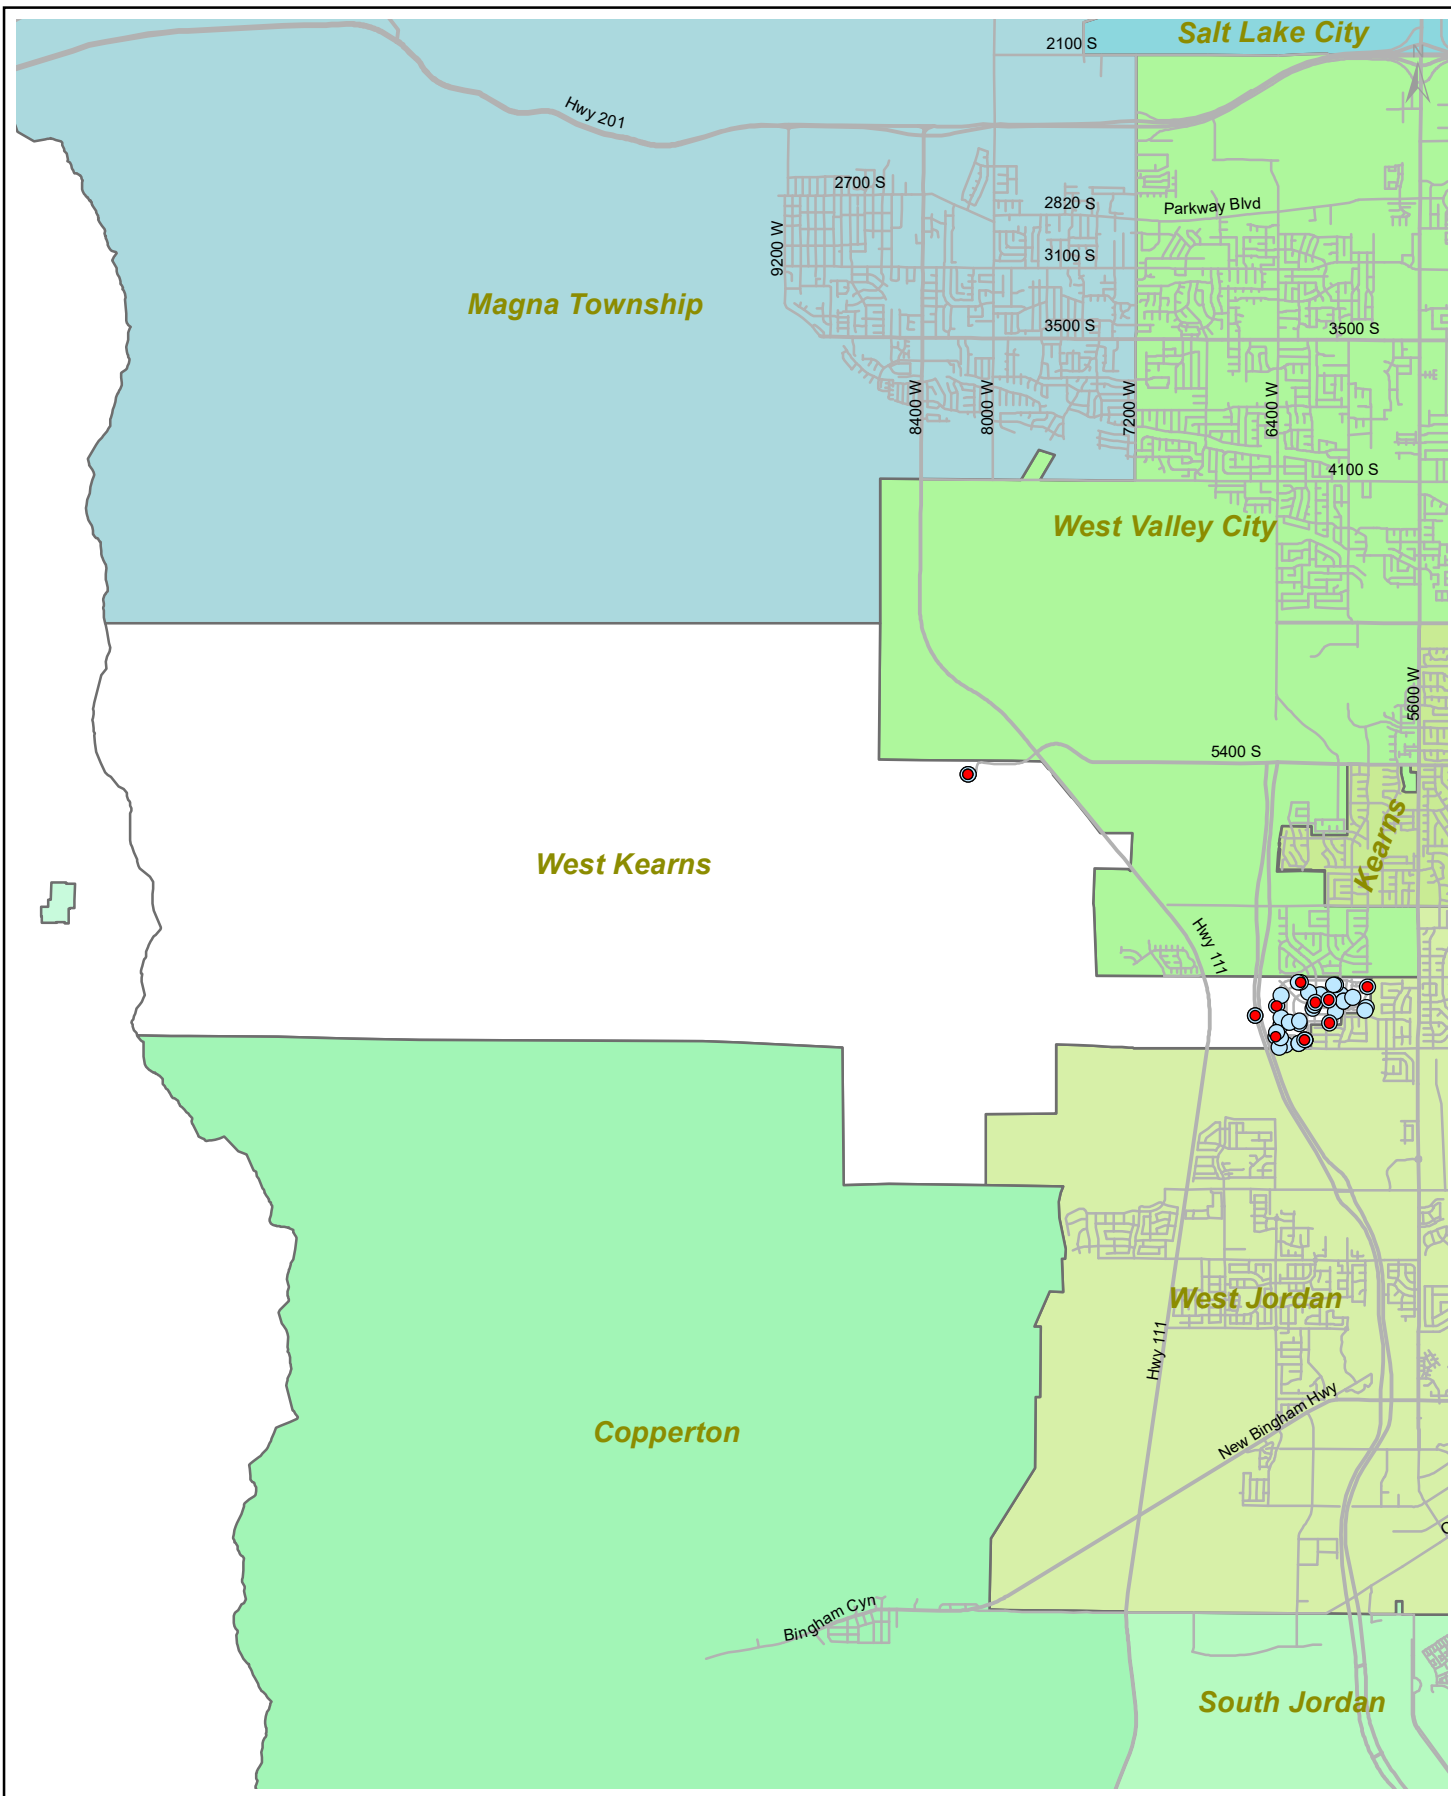 Salt Lake City
2100 S
N
Hwy 201
2700 S
2820 S
Parkway Blvd
9200 W
3100 S
Magna Township
3500 S
3500 S
8400 W
8000 W
7200 W
6400 W
4100 S
West Valley City
5600 W
5400 S
Kearns
West Kearns
Hwy 111
West Jordan
Hwy 111
New Bingham Hwy
Copperton
Bingham Cyn
South Jordan